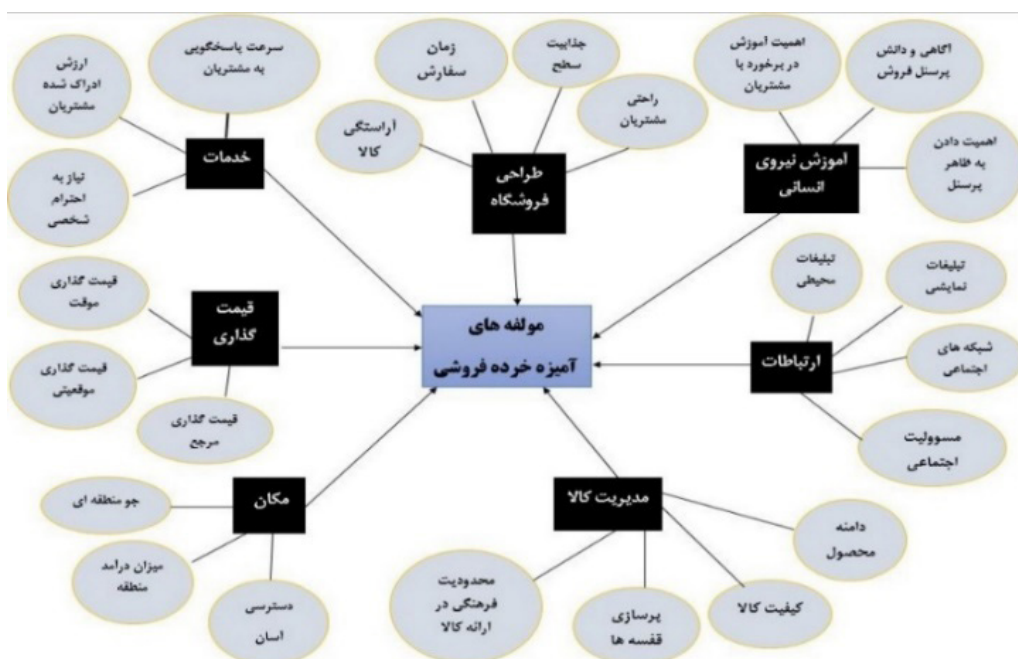 سرعت پاسخگویی
به مشتریان
ارزش
ادراک شده
مشتریان
نیاز به
احترام
شخصی
خدمات
زمان
سفارش
جذابیت
سطح
راحتی
مشتریان
آراستگی
کالا
طراحی
فروشگاه
اهمیت آموزش
در برخورد با
مشتریان
آگاهی و دانش
پرسنل فروش
اهمیت دادن
به ظاهر
پرسنل
آموزش نیروی
انسانی
قیمت گذاری
موقت
قیمت گذاری
موقعیتی
قیمت گذاری
مرجع
قیمت
گذاری
مولفه های
آمیزه خرده فروشی
تبلیغات
محیطی
تبلیغات
نمایشی
شبکه های
اجتماعی
مسوولیت
اجتماعی
ارتباطات
مکان
جو منطقه ای
میزان درآمد
منطقه
دسترسی
آسان
مدیریت کالا
دامنه
محصول
کیفیت کالا
پرسازی
قفسه ها
محدودیت
فرهنگی در
ارائه کالا